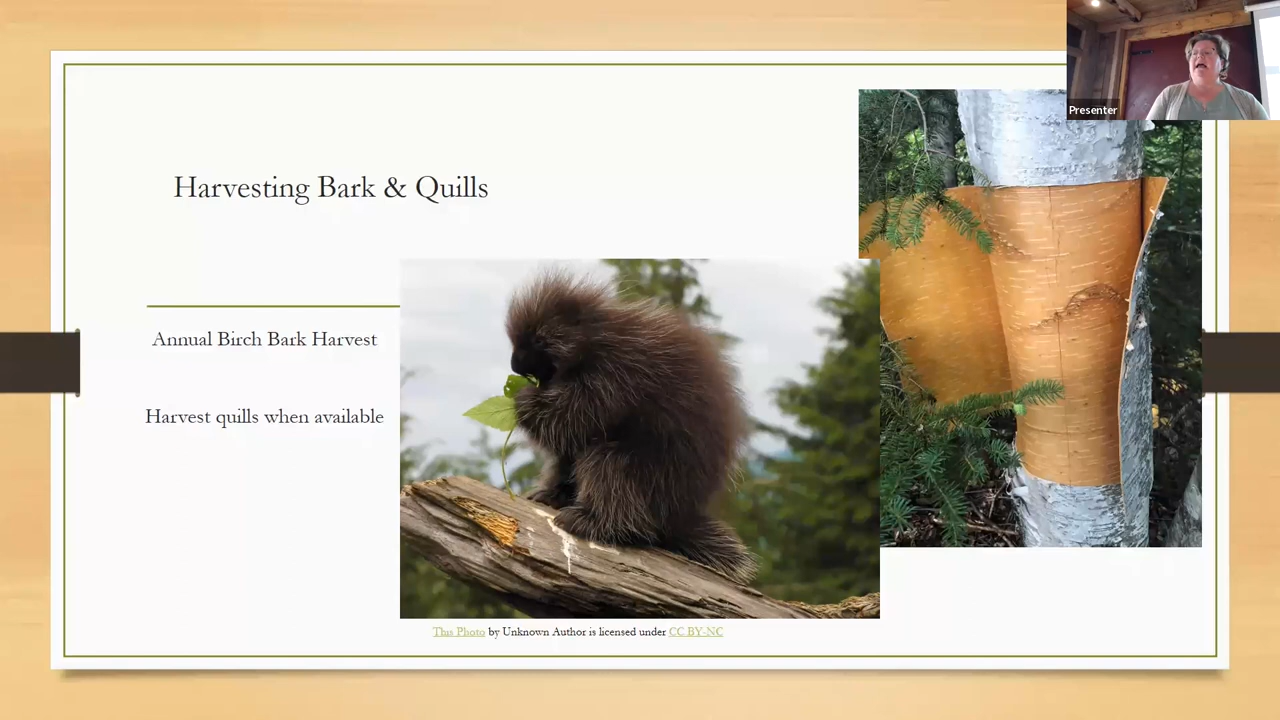 Presenter
Harvesting Bark & Quills
Annual Birch Bark Harvest
Harvest quills when available
This Photo by Unknown Author is licensed under CC BY-NC